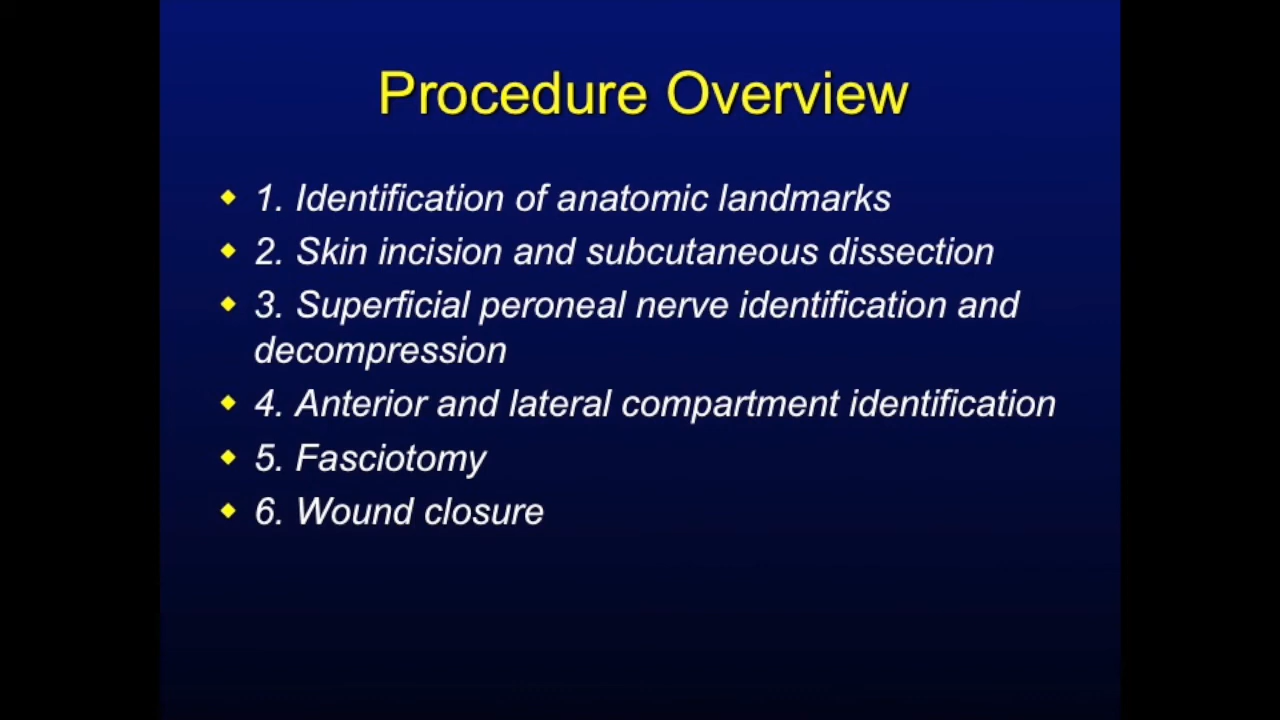 Procedure Overview
1. Identification of anatomic landmarks
2. Skin incision and subcutaneous dissection
3. Superficial peroneal nerve identification and
decompression
4. Anterior and lateral compartment identification
5. Fasciotomy
6. Wound closure